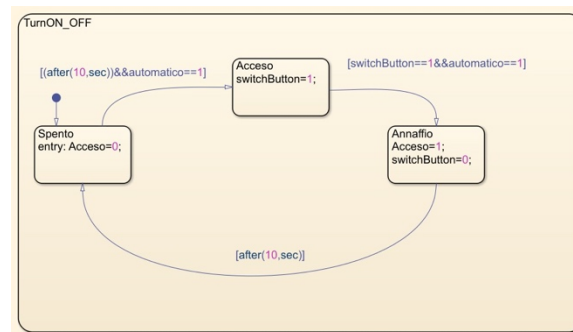 TurnON_OFF
[(after(10,sec))&&automatico==1]
Acceso
switchButton=1;
[switchButton==1&&automatico==1]
Spento
entry: Acceso=0;
Annaffio
Acceso=1;
switchButton=0;
[after(10,sec)]